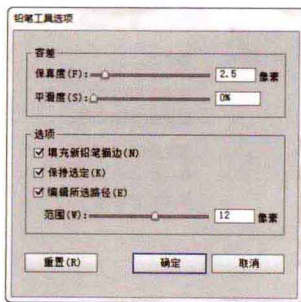 铅笔工具选项
容差
保真度(F): 2.5 像素
平滑度(S): 0%
选项
填充新铅笔描边(N)
保持选定(K)
编辑所选路径(E)
范围(W): 12 像素
重置(R) 确定 取消